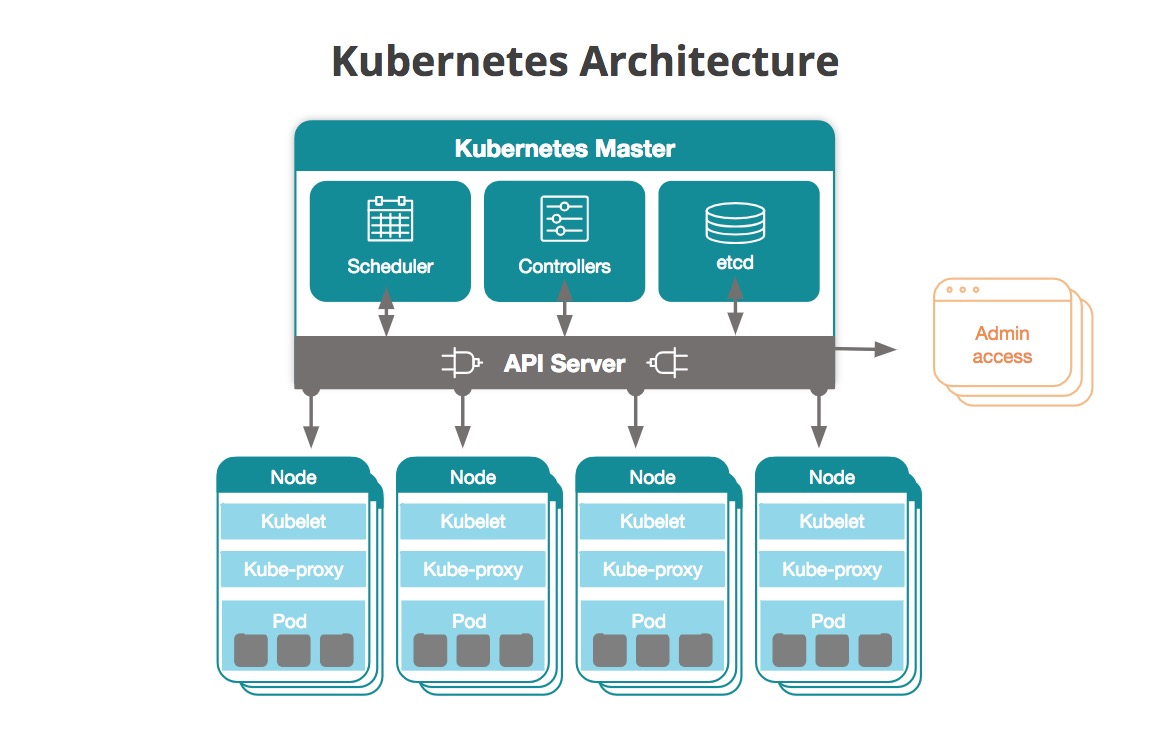 Kubernetes Architecture
Kubernetes Master
Scheduler
Controllers
etcd
API Server
Admin
access
Node
Kubelet
Kube-proxy
Pod
Node
Kubelet
Kube-proxy
Pod
Node
Kubelet
Kube-proxy
Pod
Node
Kubelet
Kube-proxy
Pod